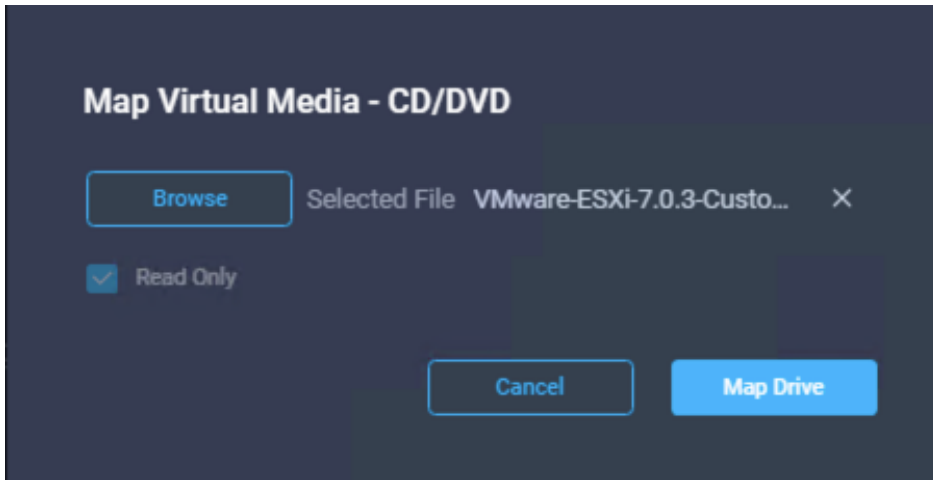 Map Virtual Media - CD/DVD
Browse Selected File VMware-ESXi-7.0.3-Custo...
Read Only
Cancel Map Drive